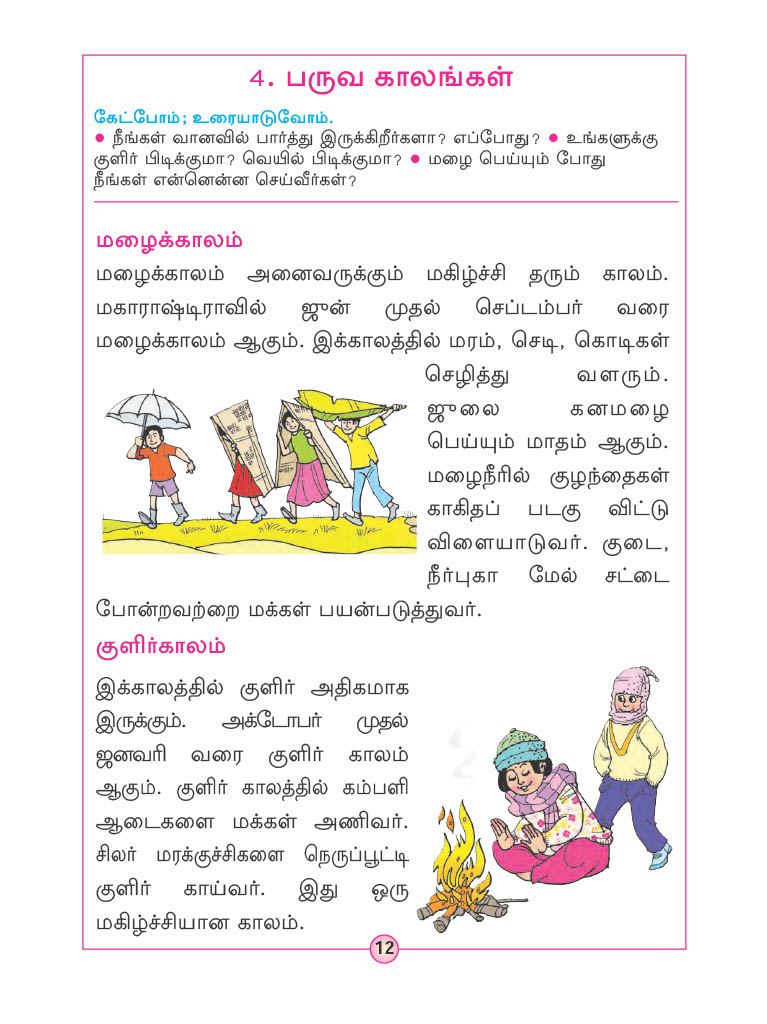 4. பருவ காலங்கள்
கேட்போம்; உரையாடுவோம்.
● நீங்கள் வானவில் பார்த்து இருக்கிறீர்களா? எப்போது? ● உங்களுக்கு
குளிர் பிடிக்குமா? வெயில் பிடிக்குமா? ● மழை பெய்யும் போது
நீங்கள் என்னென்ன செய்வீர்கள்?
மழைக்காலம்
மழைக்காலம் அனைவருக்கும் மகிழ்ச்சி தரும் காலம்.
மகாராஷ்டிராவில் ஜுன் முதல் செப்டம்பர் வரை
மழைக்காலம் ஆகும். இக்காலத்தில் மரம், செடி, கொடிகள்
செழித்து வளரும்.
ஜுலை கனமழை
பெய்யும் மாதம் ஆகும்.
மழைநீரில் குழந்தைகள்
காகிதப் படகு விட்டு
விளையாடுவர். குடை,
நீர்புகா மேல் சட்டை
போன்றவற்றை மக்கள் பயன்படுத்துவர்.
குளிர்காலம்
இக்காலத்தில் குளிர் அதிகமாக
இருக்கும். அக்டோபர் முதல்
ஜனவரி வரை குளிர் காலம்
ஆகும். குளிர் காலத்தில் கம்பளி
ஆடைகளை மக்கள் அணிவர்.
சிலர் மரக்குச்சிகளை நெருப்பூட்டி
குளிர் காய்வர். இது ஒரு
மகிழ்ச்சியான காலம்.
12